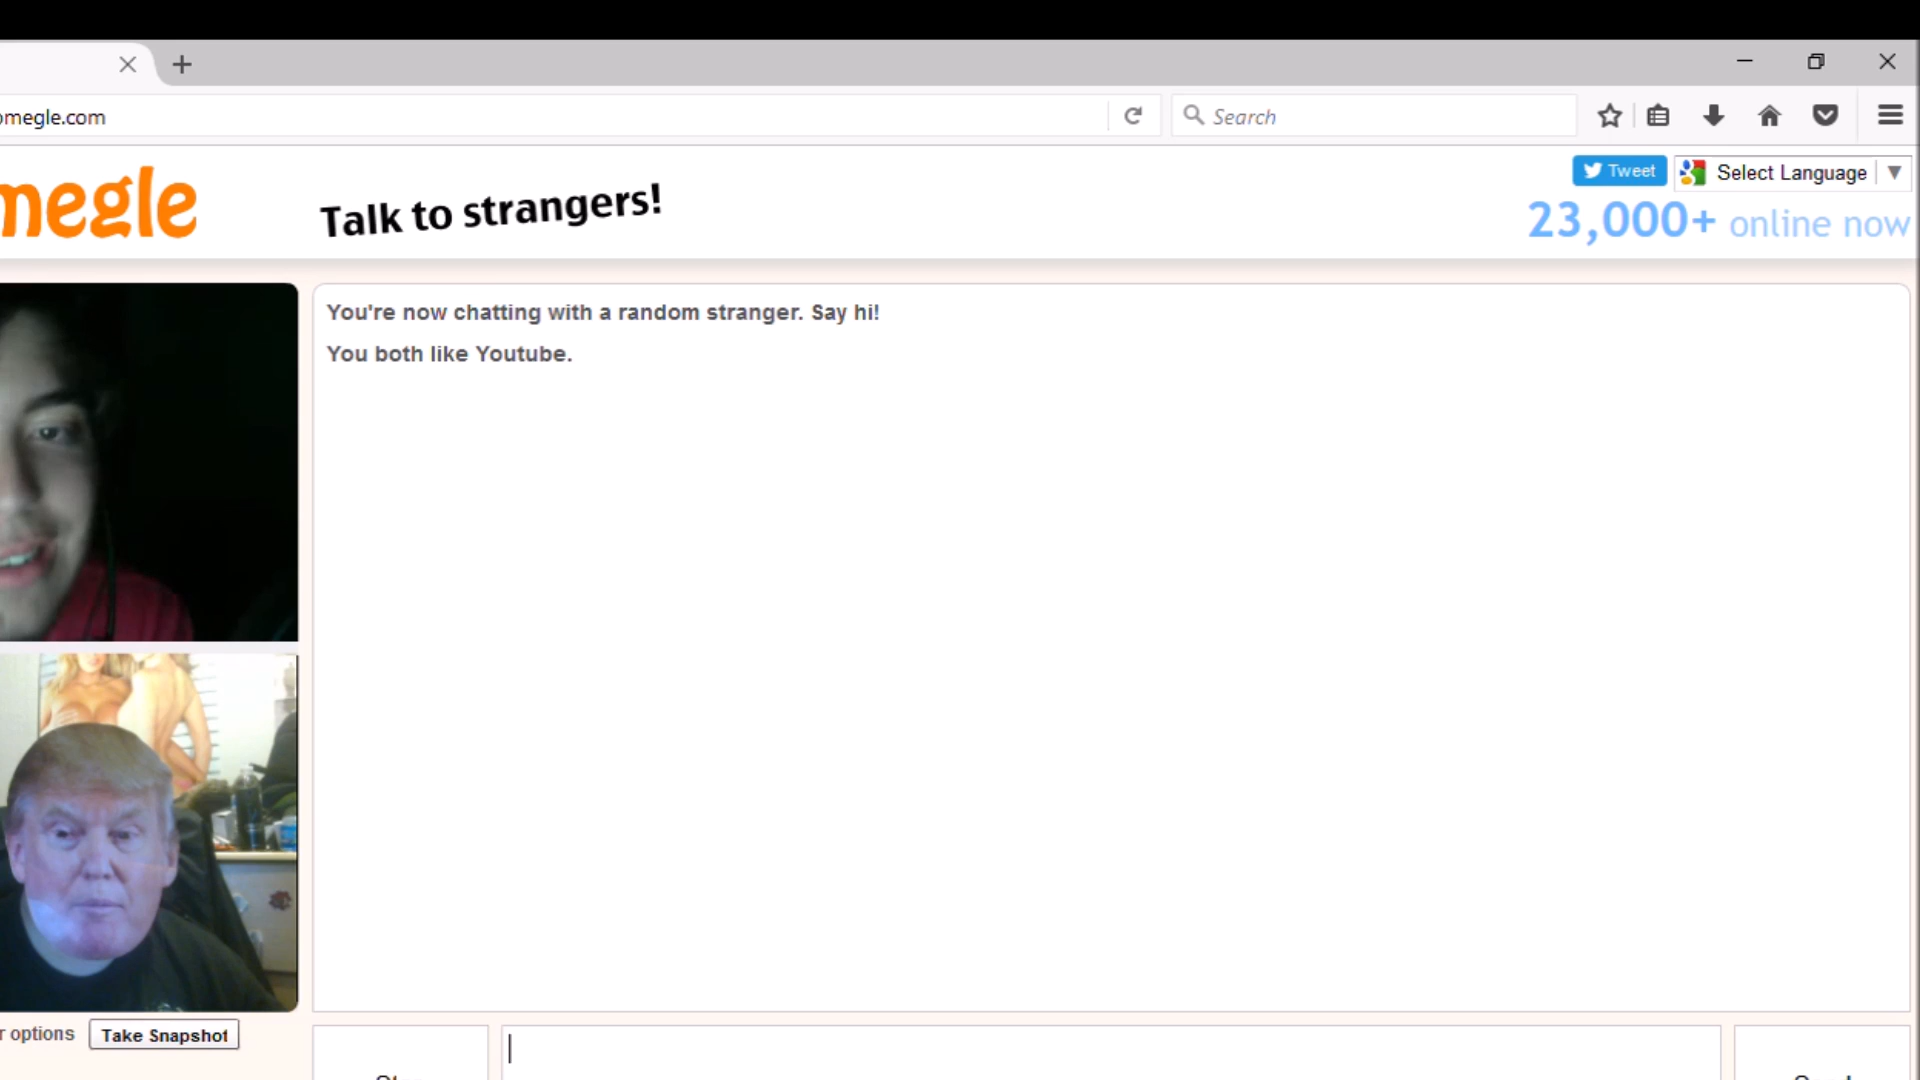 omegle.com
Search
Tweet
Select Language
megle
Talk to strangers!
23,000+ online now
You're now chatting with a random stranger. Say hi!
You both like Youtube.
options
Take Snapshot